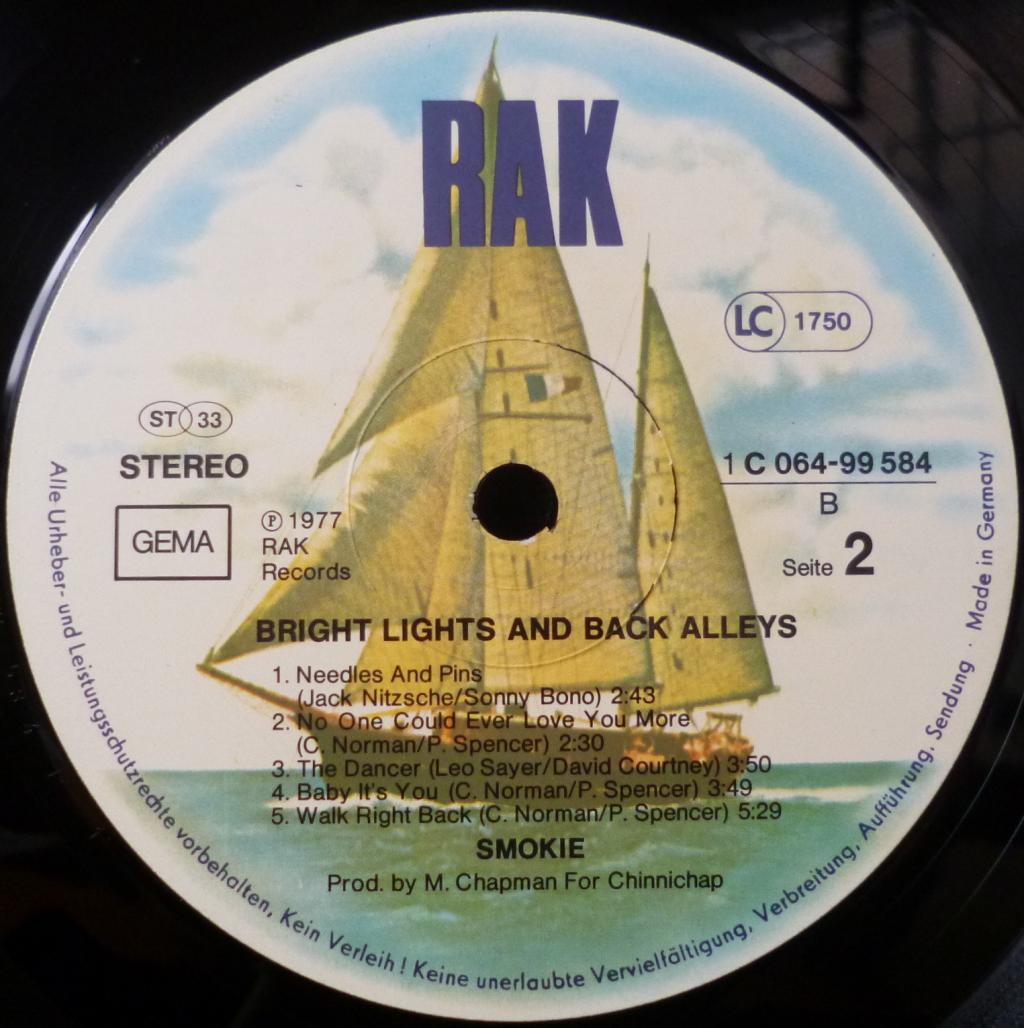 RAK
LC 1750
ST 33
STEREO
1 C 064-99 584
B
GEMA
℗ 1977
RAK
Records
Seite 2
BRIGHT LIGHTS AND BACK ALLEYS
1. Needles And Pins
(Jack Nitzsche/Sonny Bono) 2:43
2. No One Could Ever Love You More
(C. Norman/P. Spencer) 2:30
3. The Dancer (Leo Sayer/David Courtney) 3:50
4. Baby It's You (C. Norman/P. Spencer) 3:49
5. Walk Right Back (C. Norman/P. Spencer) 5:29
SMOKIE
Prod. by M. Chapman For Chinnichap
Alle Urheber- und Leistungsschutzrechte vorbehalten, Kein Verleih! Keine unerlaubte Vervielfältigung, Verbreitung, Aufführung, Sendung · Made in Germany